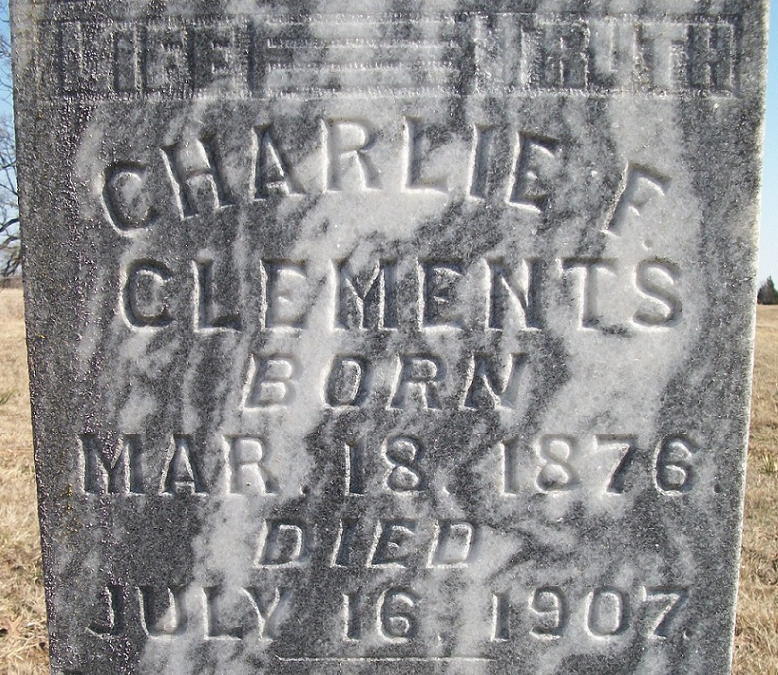 LIFE TRUTH
CHARLIE F.
CLEMENTS
BORN
MAR. 18, 1876.
DIED
JULY 16, 1907.